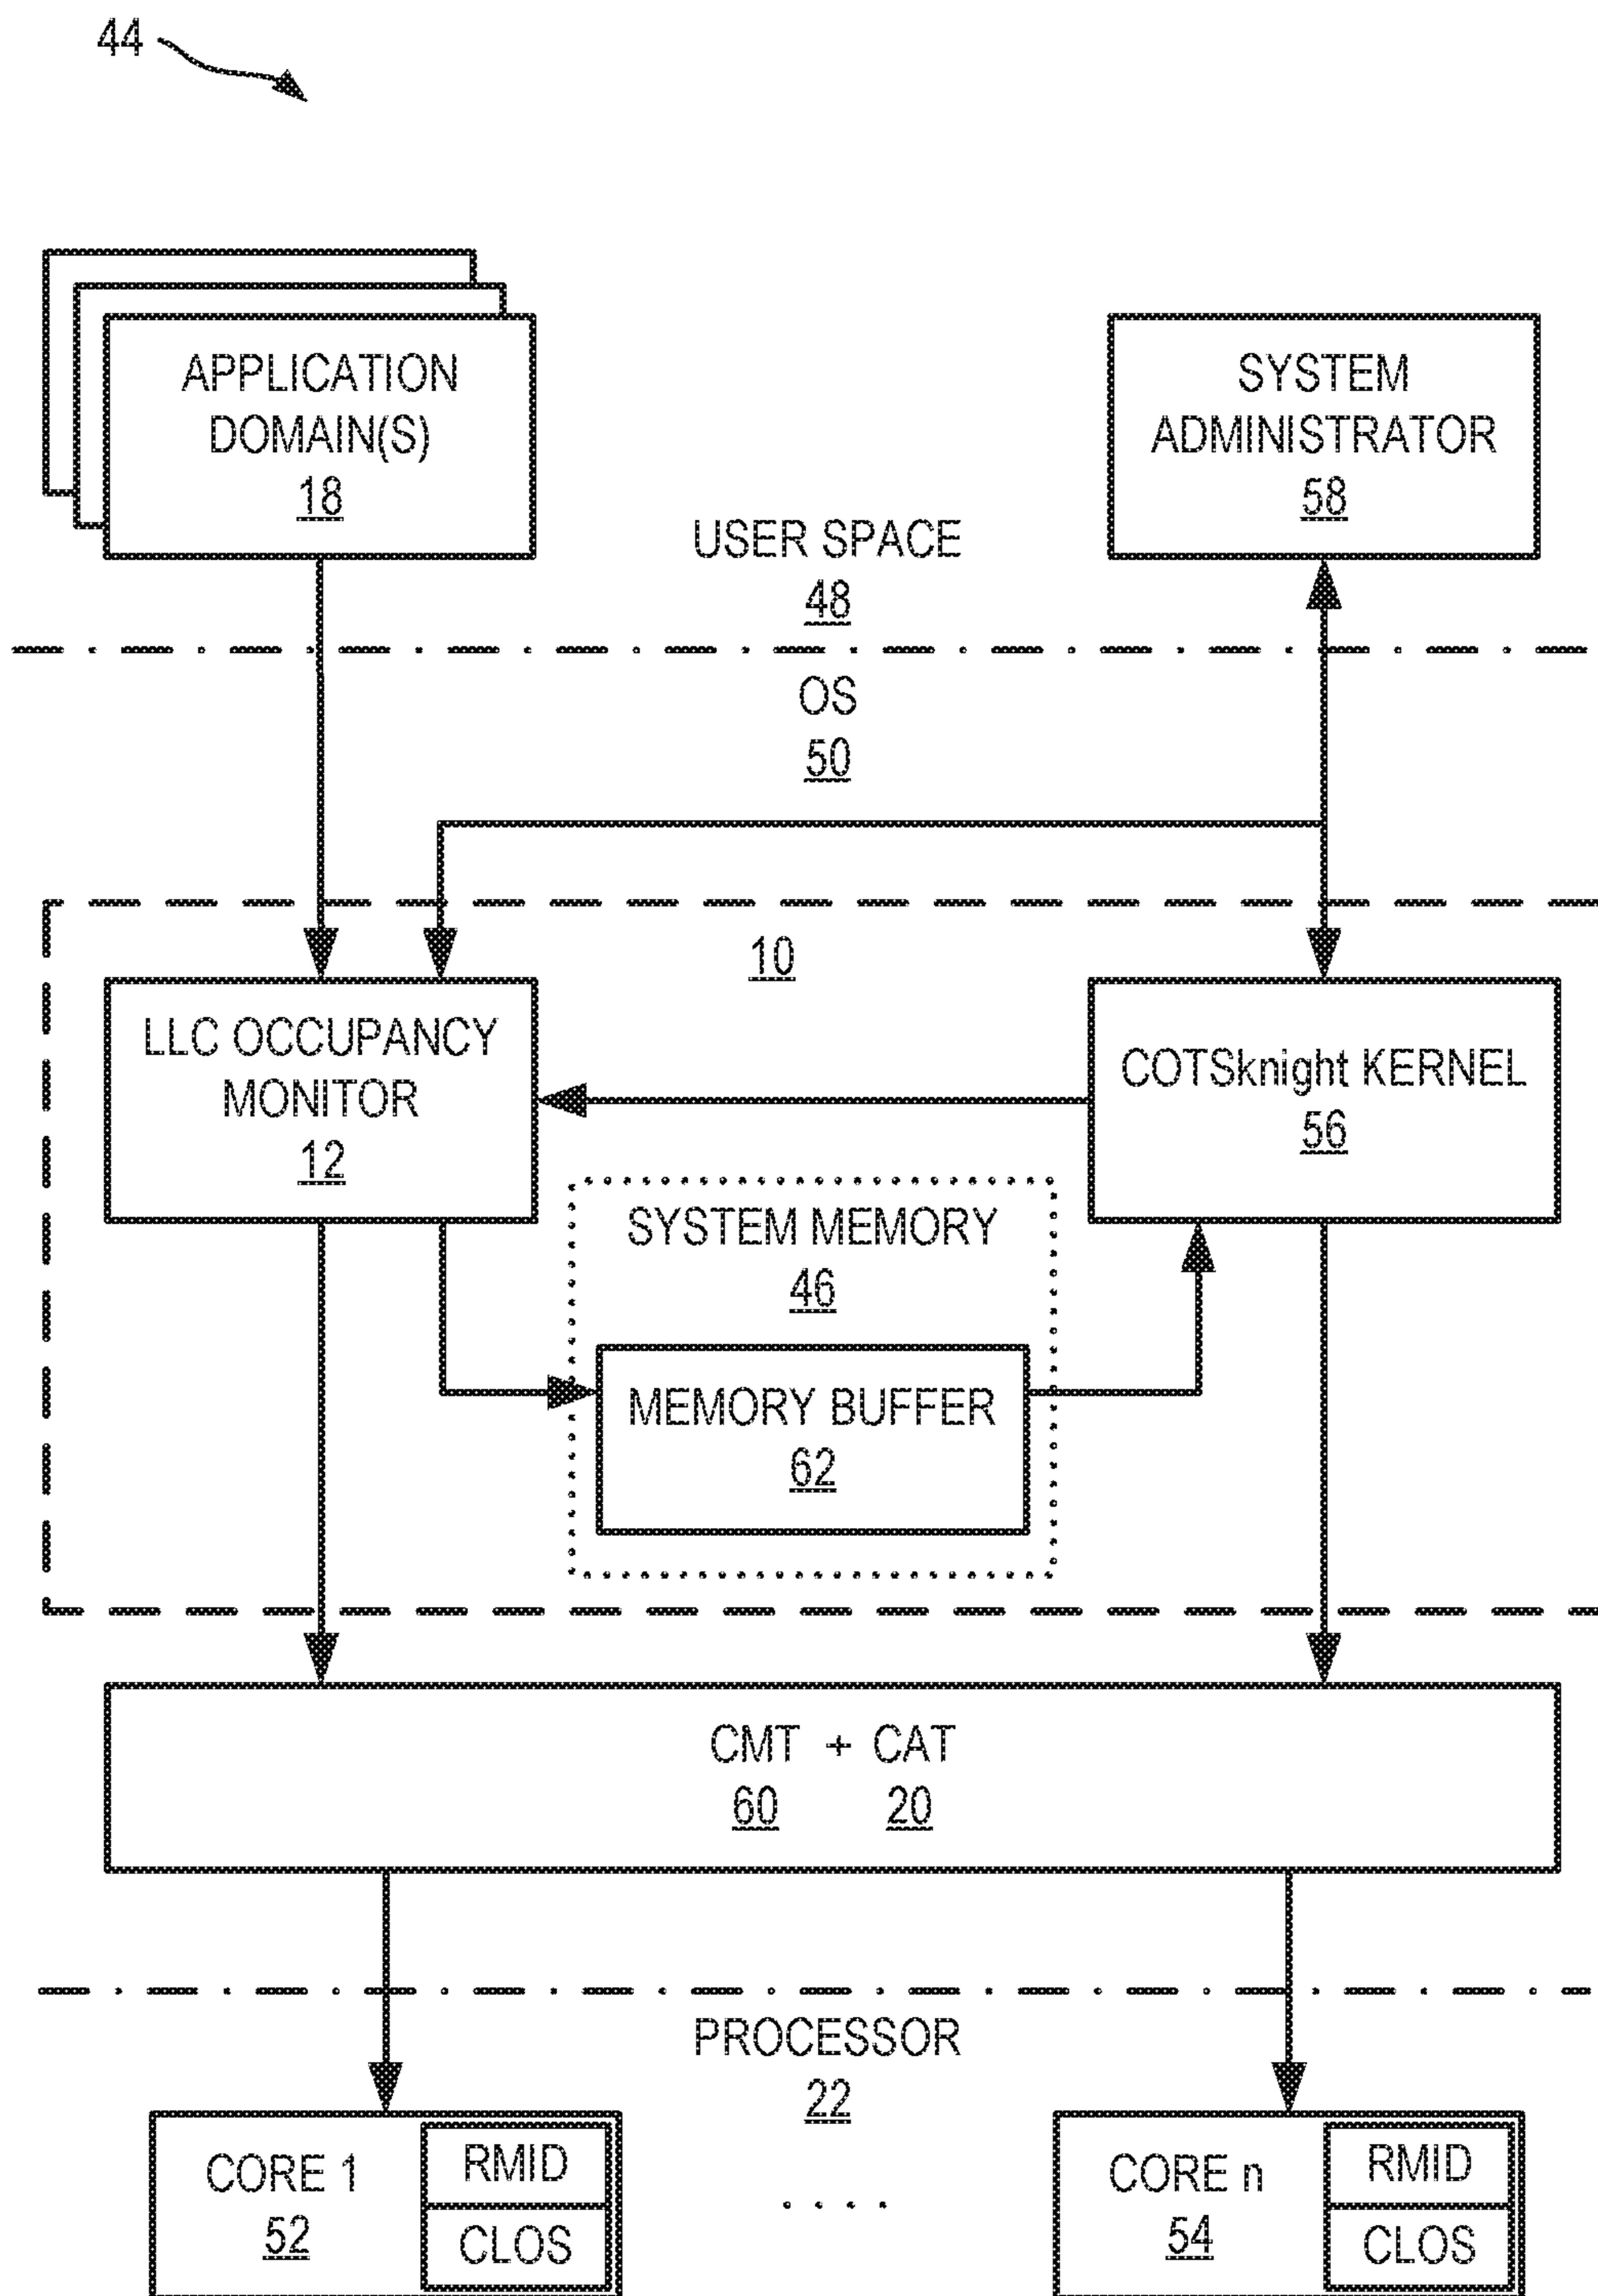 44
APPLICATION
DOMAIN(S)
18
SYSTEM
ADMINISTRATOR
58
USER SPACE
48
OS
50
10
LLC OCCUPANCY
MONITOR
12
COTSknight KERNEL
56
SYSTEM MEMORY
46
MEMORY BUFFER
62
CMT + CAT
60 20
PROCESSOR
22
CORE 1
52
RMID
CLOS
. . . .
CORE n
54
RMID
CLOS